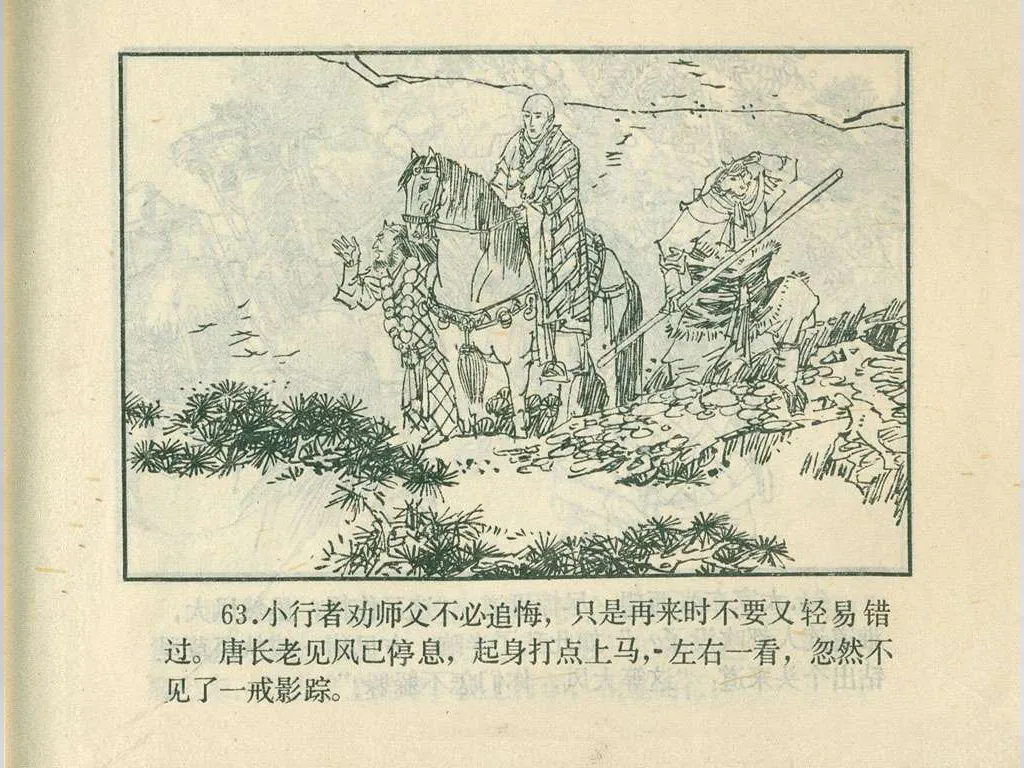 63.小行者劝师父不必追悔，只是再来时不要又轻易错
过。唐长老见风已停息，起身打点上马，左右一看，忽然不
见了一戒影踪。